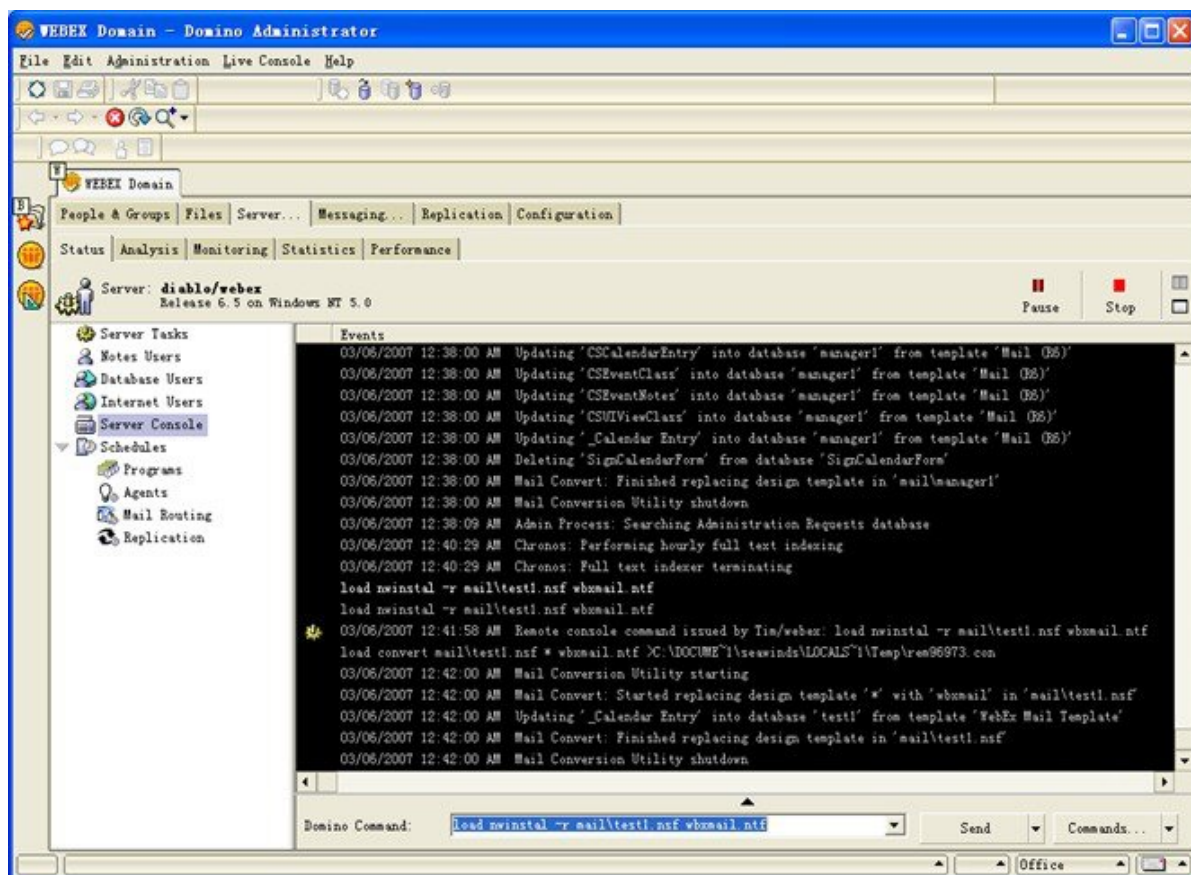 WEBEX Domain - Domino Administrator
File Edit Administration Live Console Help
WEBEX Domain
People & Groups Files Server... Messaging... Replication Configuration
Status Analysis Monitoring Statistics Performance
Server: diablo/webex
Release 6.5 on Windows NT 5.0
Pause Stop
Server Tasks
Notes Users
Database Users
Internet Users
Server Console
Schedules
Programs
Agents
Mail Routing
Replication
Events
03/06/2007 12:38:00 AM Updating 'CSCalendarEntry' into database 'manager1' from template 'Mail (R6)'
03/06/2007 12:38:00 AM Updating 'CSEventClass' into database 'manager1' from template 'Mail (R6)'
03/06/2007 12:38:00 AM Updating 'CSEventNotes' into database 'manager1' from template 'Mail (R6)'
03/06/2007 12:38:00 AM Updating 'CSUIViewClass' into database 'manager1' from template 'Mail (R6)'
03/06/2007 12:38:00 AM Updating '_Calendar Entry' into database 'manager1' from template 'Mail (R6)'
03/06/2007 12:38:00 AM Deleting 'SignCalendarForm' from database 'SignCalendarForm'
03/06/2007 12:38:00 AM Mail Convert: Finished replacing design template in 'mail\manager1'
03/06/2007 12:38:00 AM Mail Conversion Utility shutdown
03/06/2007 12:38:09 AM Admin Process: Searching Administration Requests database
03/06/2007 12:40:29 AM Chronos: Performing hourly full text indexing
03/06/2007 12:40:29 AM Chronos: Full text indexer terminating
load nwinstal -r mail\test1.nsf wbxmail.ntf
load nwinstal -r mail\test1.nsf wbxmail.ntf
03/06/2007 12:41:58 AM Remote console command issued by Tim/webex: load nwinstal -r mail\test1.nsf wbxmail.ntf
load convert mail\test1.nsf * wbxmail.ntf >C:\DOCUME~1\seawinds\LOCALS~1\Temp\rem96973.con
03/06/2007 12:42:00 AM Mail Conversion Utility starting
03/06/2007 12:42:00 AM Mail Convert: Started replacing design template '*' with 'wbxmail' in 'mail\test1.nsf'
03/06/2007 12:42:00 AM Updating '_Calendar Entry' into database 'test1' from template 'WebEx Mail Template'
03/06/2007 12:42:00 AM Mail Convert: Finished replacing design template in 'mail\test1.nsf'
03/06/2007 12:42:00 AM Mail Conversion Utility shutdown
Domino Command: load nwinstal -r mail\test1.nsf wbxmail.ntf Send Commands...
Office